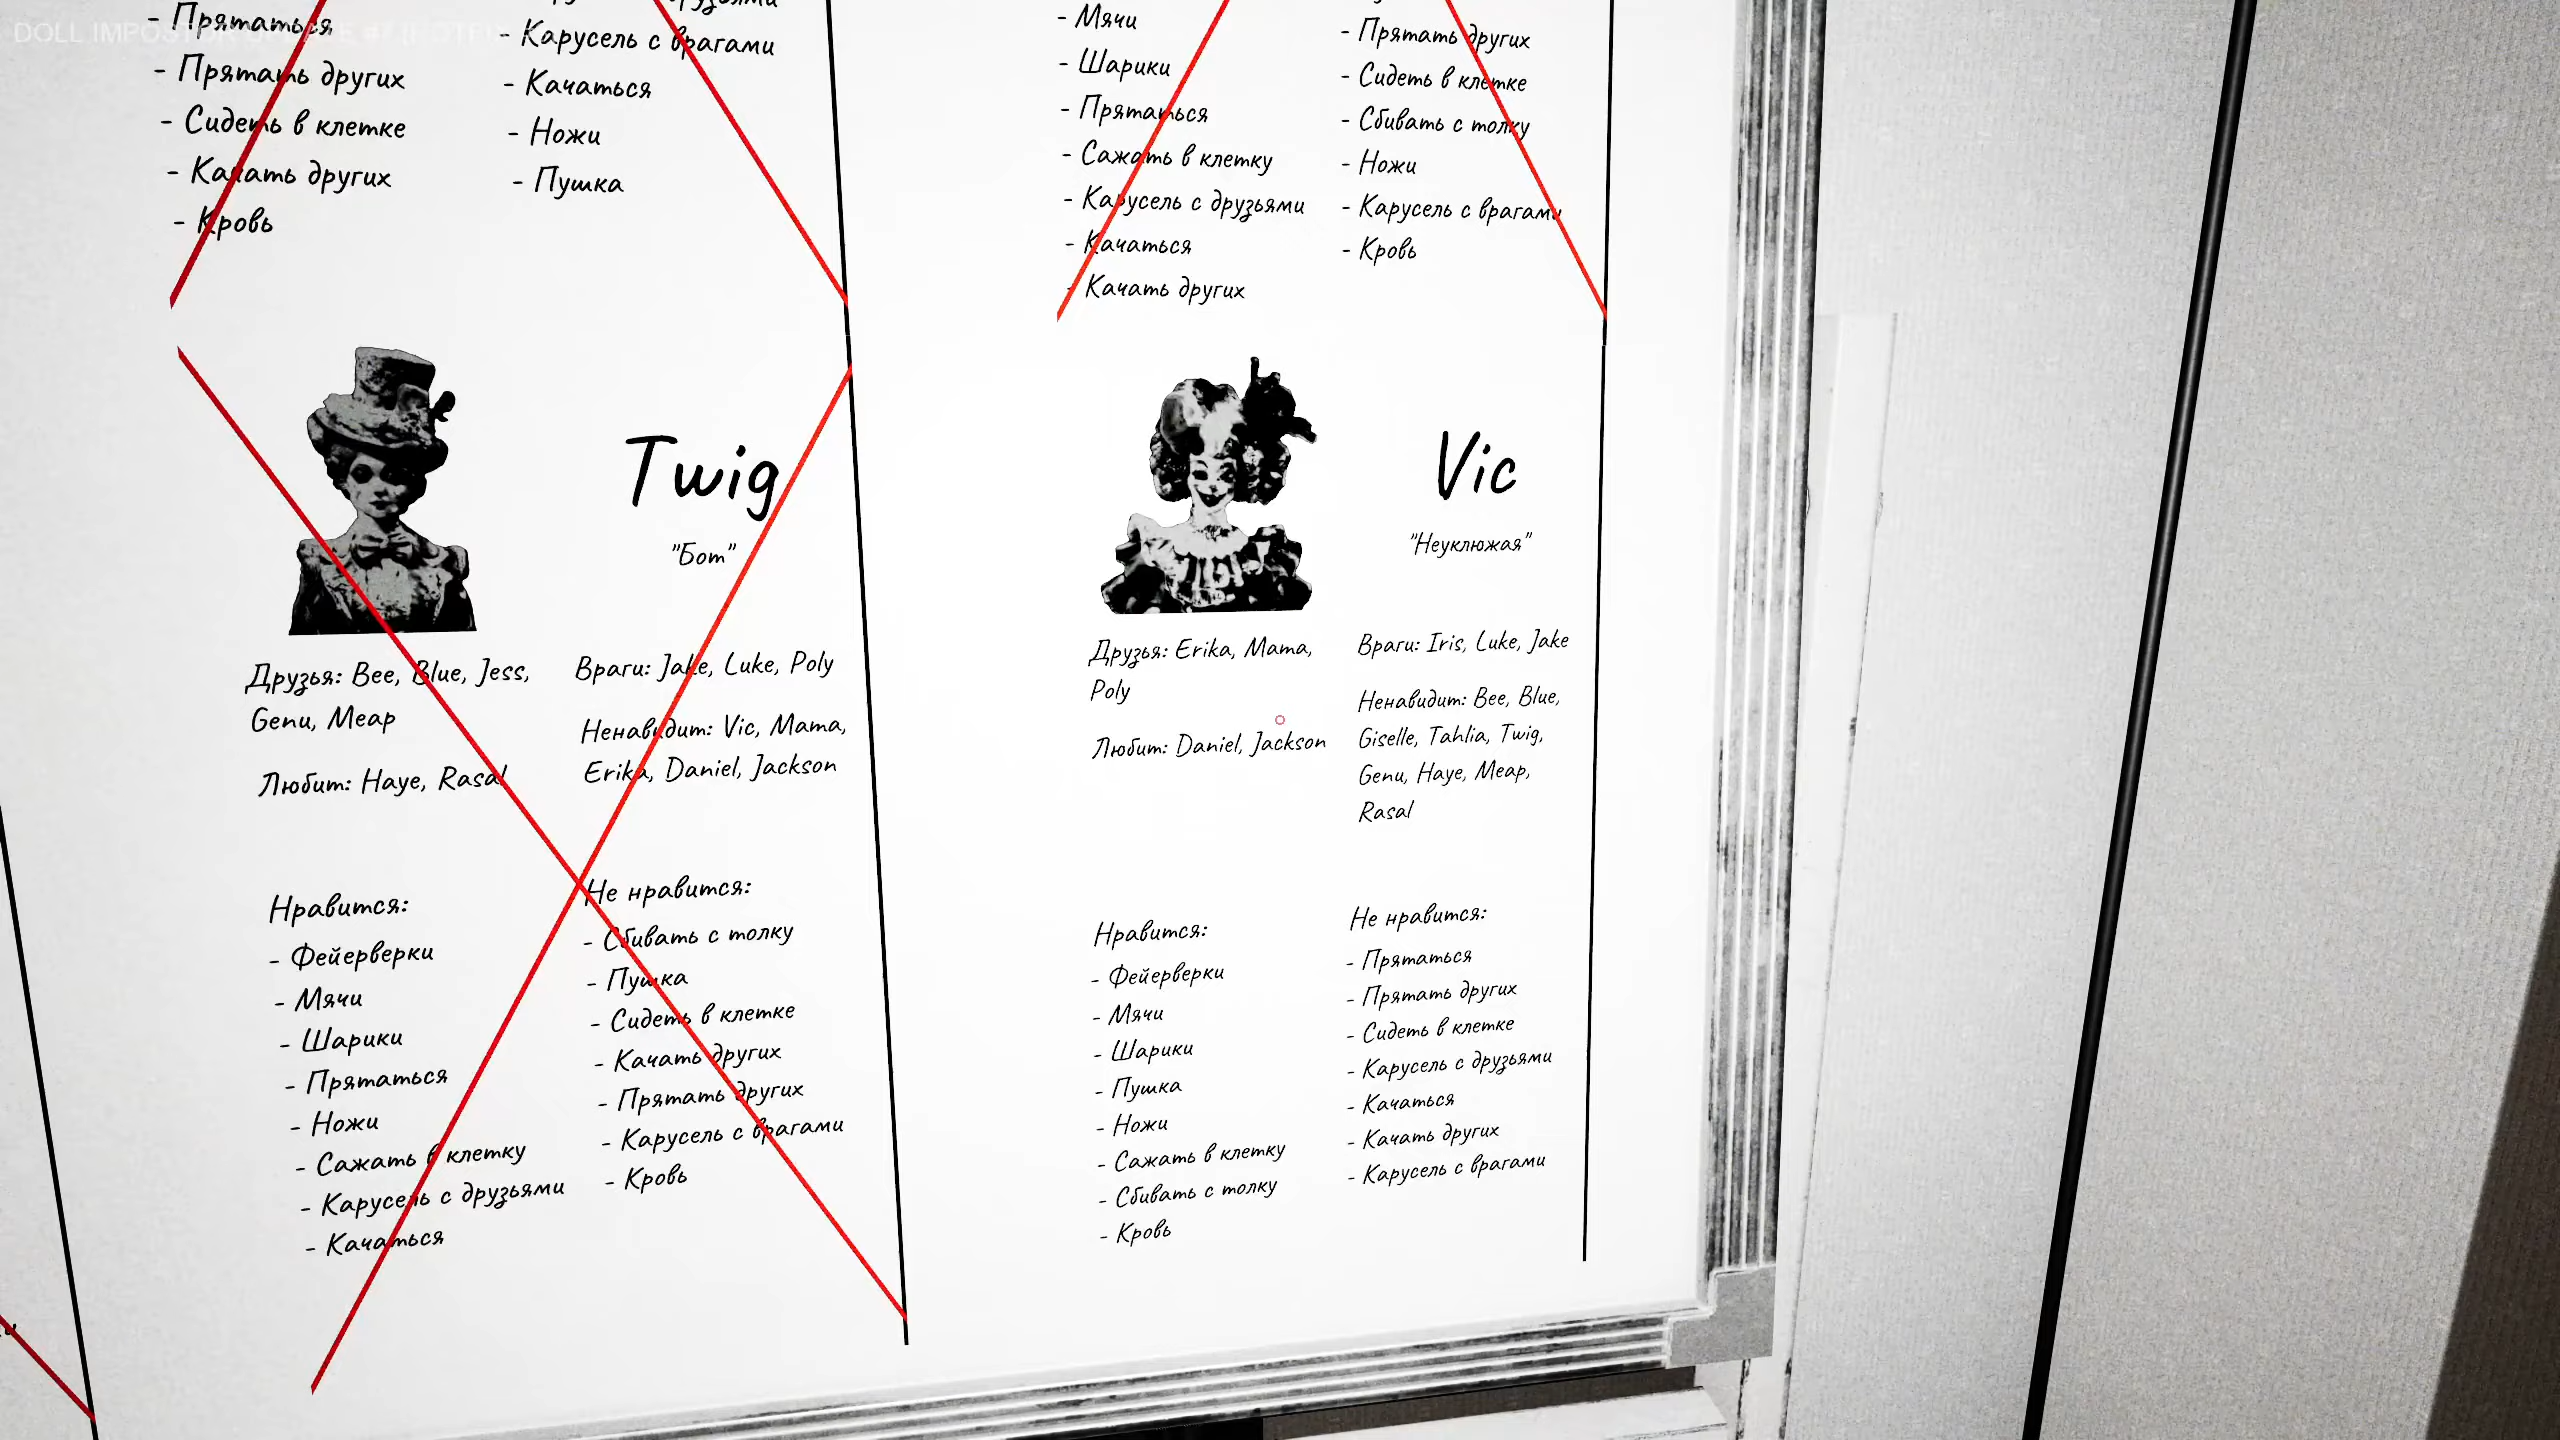 DOLL IMPOSTOR
- Прятаться
- Прятать других
- Сидеть в клетке
- Качать других
- Кровь
- Карусель с врагами
- Качаться
- Ножи
- Пушка
- Мячи
- Шарики
- Прятаться
- Сажать в клетку
- Карусель с друзьями
- Качаться
- Качать других
- Прятать других
- Сидеть в клетке
- Сбивать с толку
- Ножи
- Карусель с врагами
- Кровь
Twig
"Бот"
Друзья: Bee, Blue, Jess,
Genu, Meap
Любит: Haye, Rasal
Враги: Jake, Luke, Poly
Ненавидит: Vic, Mama,
Erika, Daniel, Jackson
Нравится:
- Фейерверки
- Мячи
- Шарики
- Прятаться
- Ножи
- Сажать в клетку
- Карусель с друзьями
- Качаться
Не нравится:
- Сбивать с толку
- Пушка
- Сидеть в клетке
- Качать других
- Прятать других
- Карусель с врагами
- Кровь
Vic
"Неуклюжая"
Друзья: Erika, Mama,
Poly
Любит: Daniel, Jackson
Враги: Iris, Luke, Jake
Ненавидит: Bee, Blue,
Giselle, Tahlia, Twig,
Genu, Haye, Meap,
Rasal
Нравится:
- Фейерверки
- Мячи
- Шарики
- Пушка
- Ножи
- Сажать в клетку
- Сбивать с толку
- Кровь
Не нравится:
- Прятаться
- Прятать других
- Сидеть в клетке
- Карусель с друзьями
- Качаться
- Качать других
- Карусель с врагами